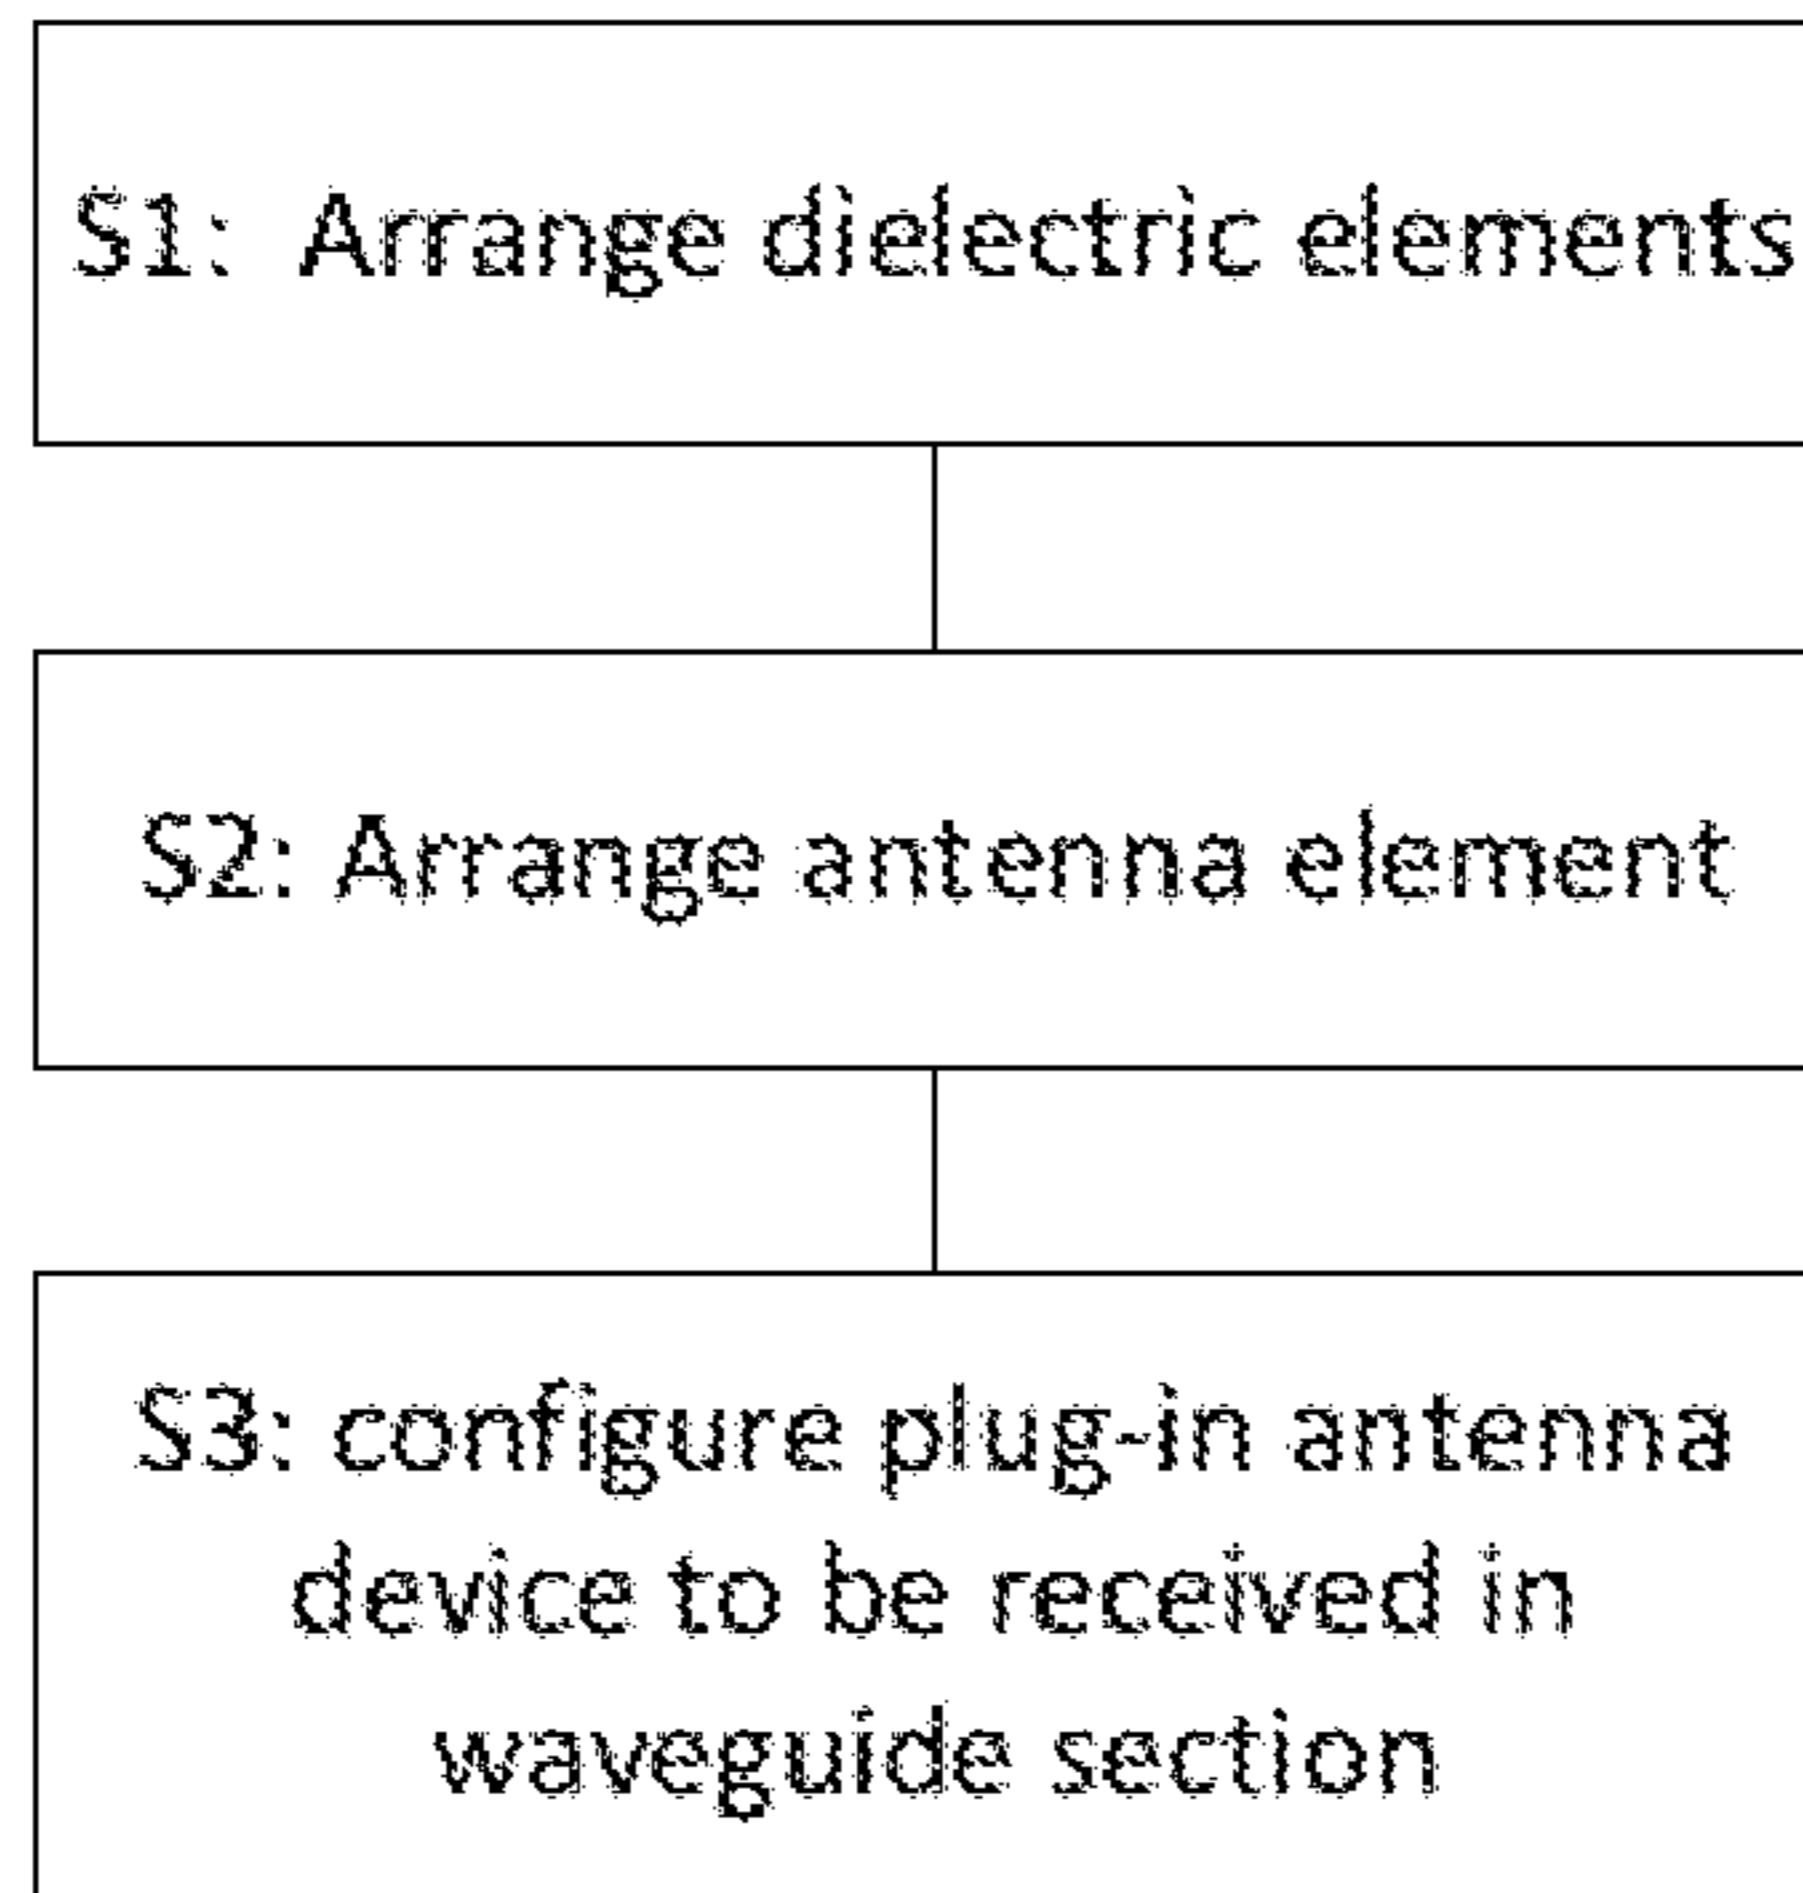 S1: Arrange dielectric elements
S2: Arrange antenna element
S3: configure plug-in antenna
device to be received in
waveguide section